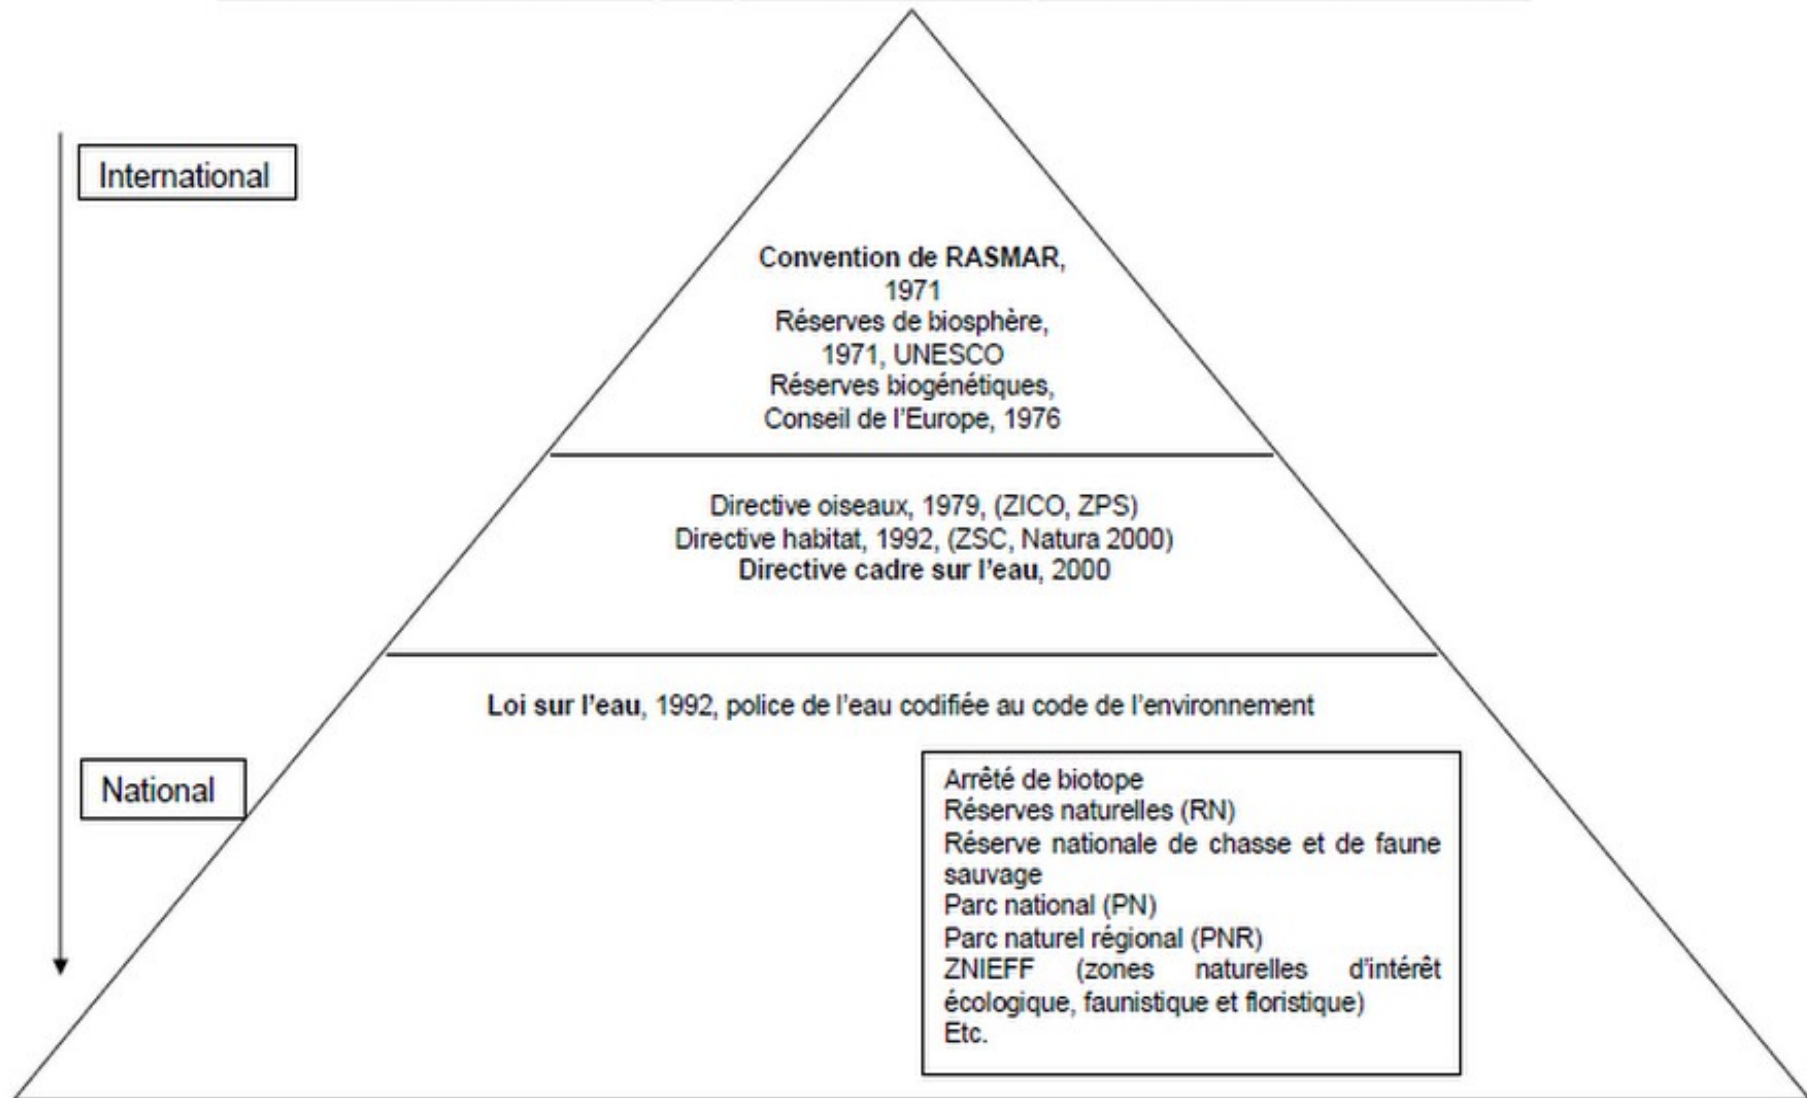 International
Convention de RASMAR,
1971
Réserves de biosphère,
1971, UNESCO
Réserves biogénétiques,
Conseil de l'Europe, 1976
Directive oiseaux, 1979, (ZICO, ZPS)
Directive habitat, 1992, (ZSC, Natura 2000)
Directive cadre sur l'eau, 2000
Loi sur l'eau, 1992, police de l'eau codifiée au code de l'environnement
National
Arrêté de biotope
Réserves naturelles (RN)
Réserve nationale de chasse et de faune
sauvage
Parc national (PN)
Parc naturel régional (PNR)
ZNIEFF (zones naturelles d'intérêt
écologique, faunistique et floristique)
Etc.